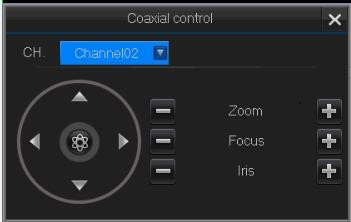 Coaxial control
CH. Channel02
Zoom
Focus
Iris